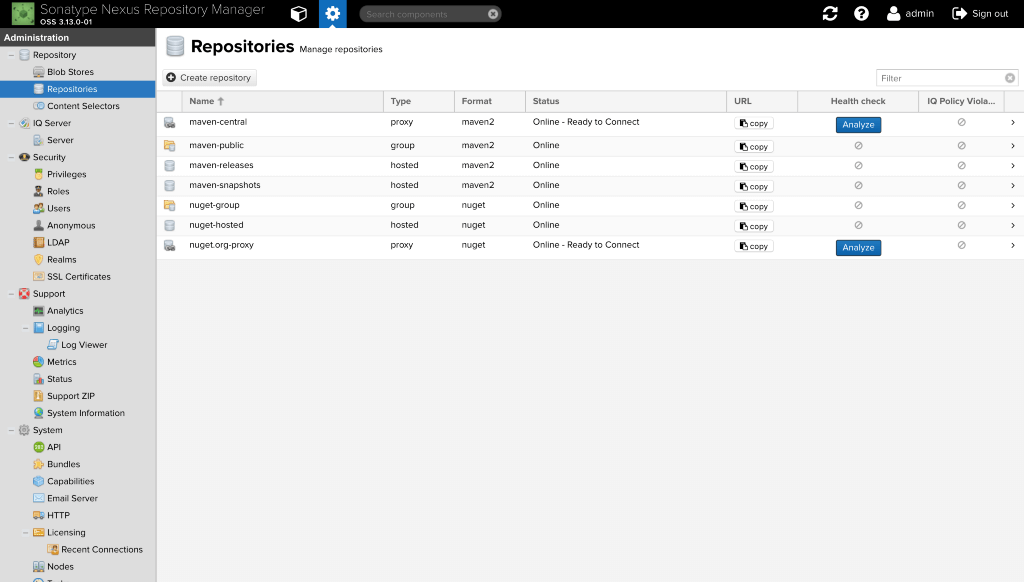 Sonatype Nexus Repository Manager
OSS 3.13.0-01
Search components
admin
Sign out
Administration
Repository
Blob Stores
Repositories
Content Selectors
IQ Server
Server
Security
Privileges
Roles
Users
Anonymous
LDAP
Realms
SSL Certificates
Support
Analytics
Logging
Log Viewer
Metrics
Status
Support ZIP
System Information
System
API
Bundles
Capabilities
Email Server
HTTP
Licensing
Recent Connections
Nodes
Repositories Manage repositories
Create repository
Filter
Name Type Format Status URL Health check IQ Policy Viola...
maven-central proxy maven2 Online - Ready to Connect copy Analyze
maven-public group maven2 Online copy
maven-releases hosted maven2 Online copy
maven-snapshots hosted maven2 Online copy
nuget-group group nuget Online copy
nuget-hosted hosted nuget Online copy
nuget.org-proxy proxy nuget Online - Ready to Connect copy Analyze